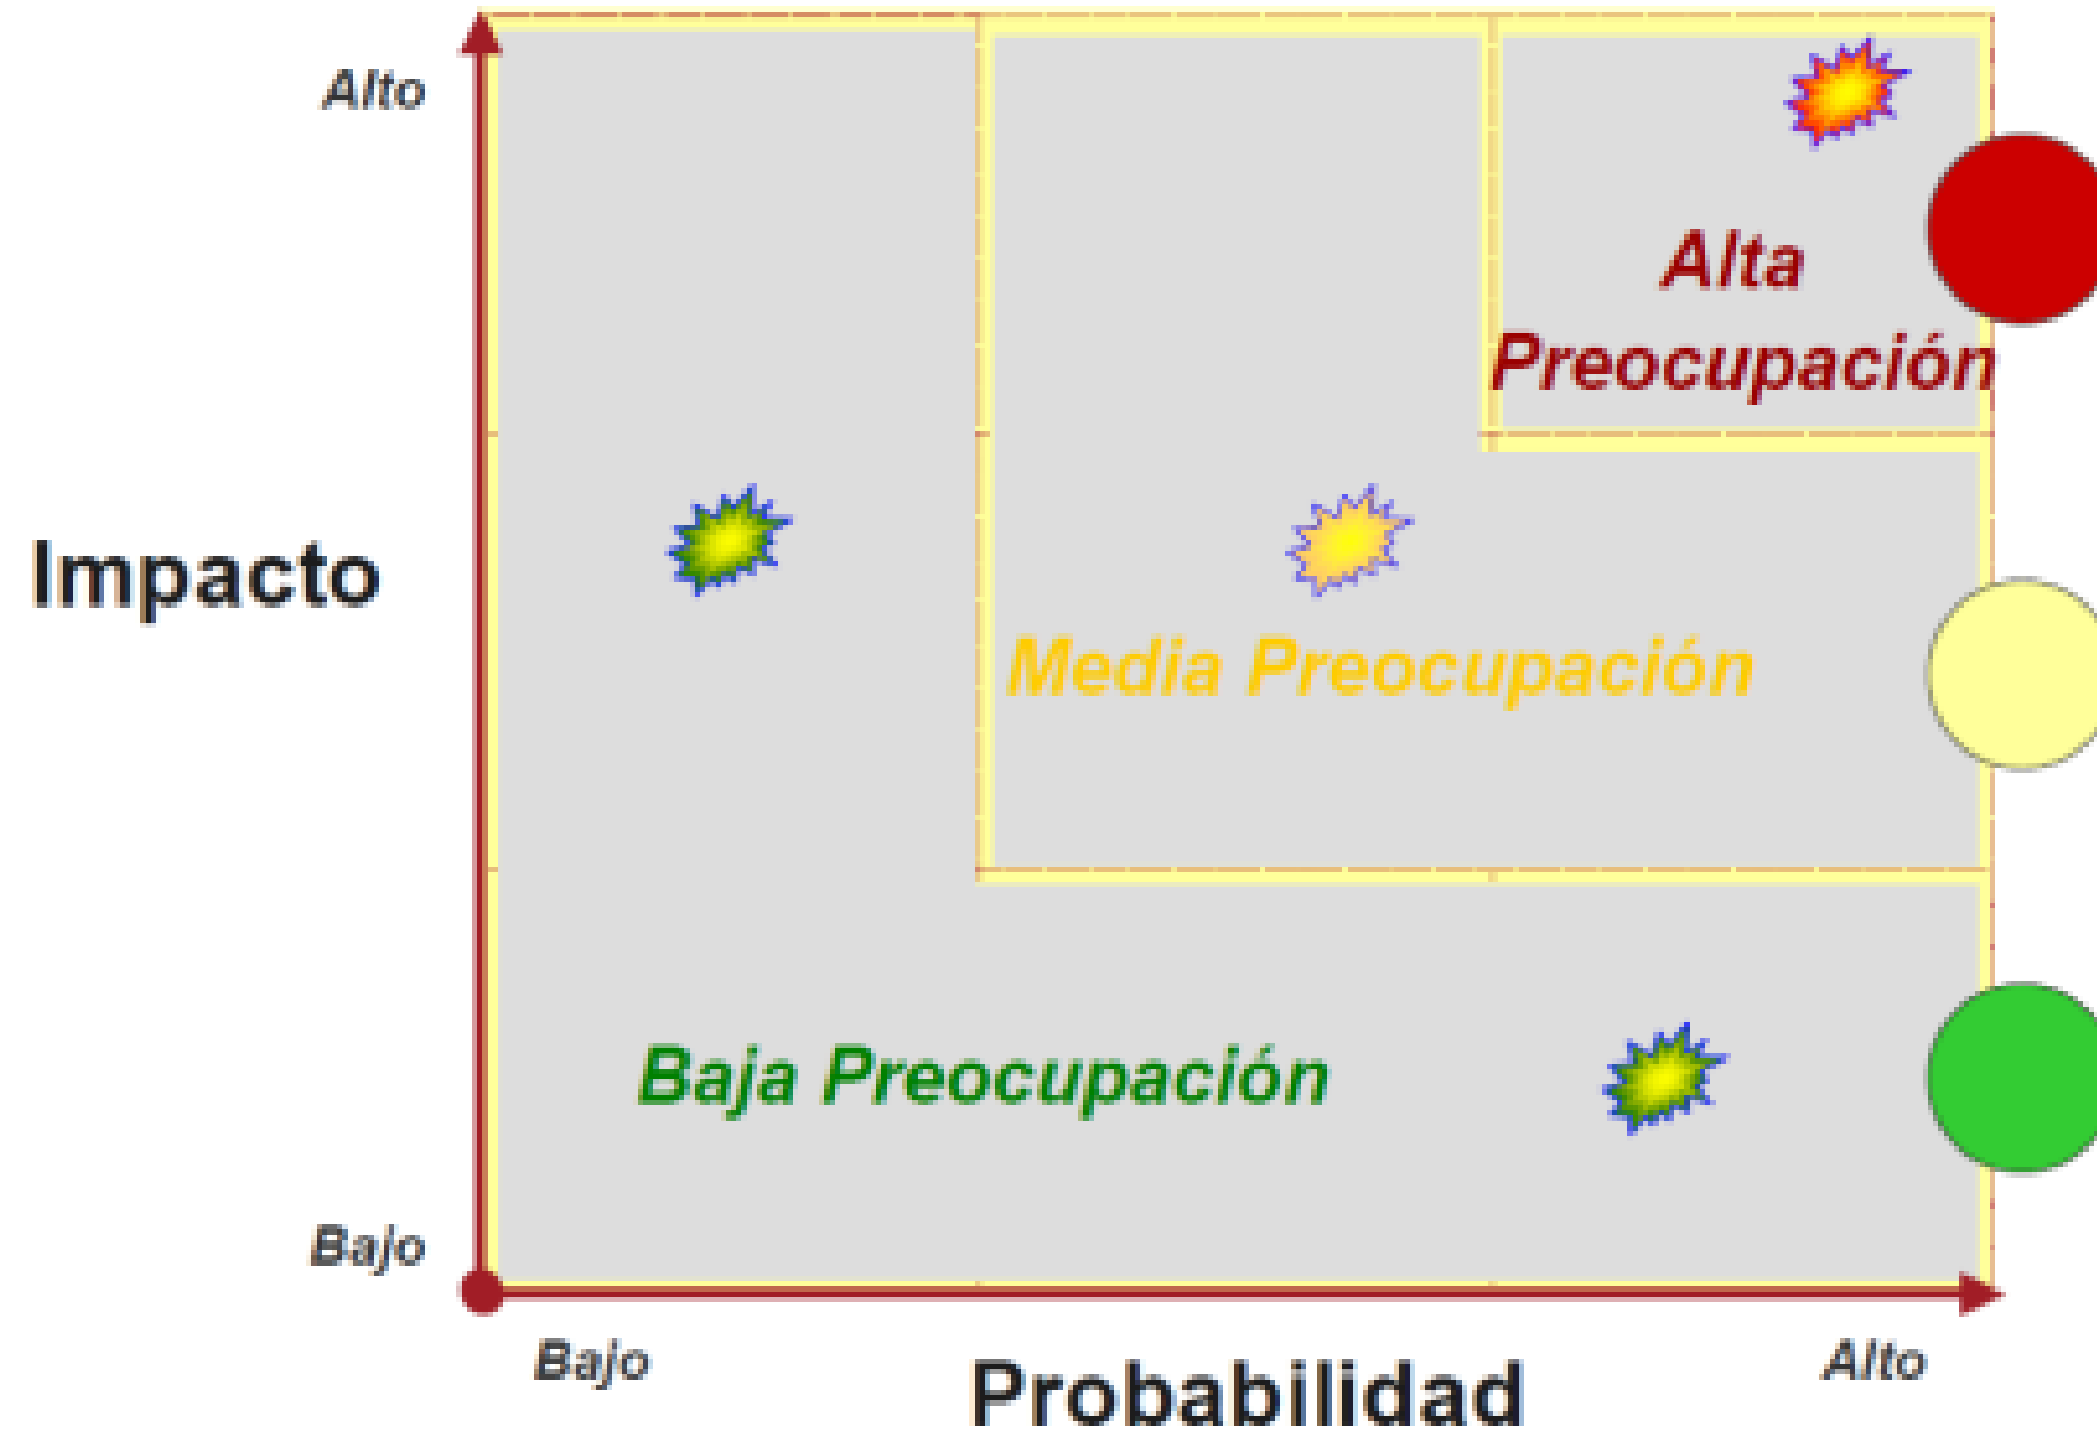 Alto
Alta
Preocupación
Impacto
Media Preocupación
Baja Preocupación
Bajo
Bajo
Alto
Probabilidad